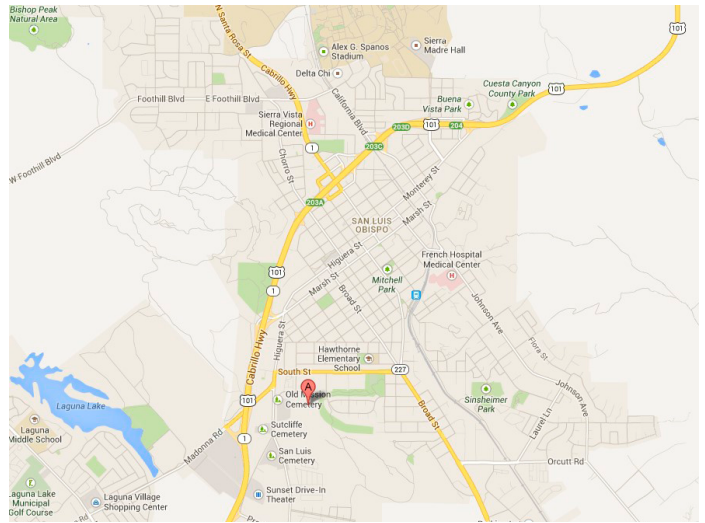 Bishop Peak
Natural Area
N Santa Rosa St
Cabrillo Hwy
Alex G. Spanos
Stadium
Sierra
Madre Hall
Delta Chi
101
Cuesta Canyon
County Park
101
Foothill Blvd
E Foothill Blvd
California Blvd
Buena
Vista Park
Sierra Vista
Regional
Medical Center
H
203D
101
204
1
203C
W Foothill Blvd
Chorro St
Monterey St
203A
Marsh St
SAN LUIS
OBISPO
Higuera St
French Hospital
Medical Center
H
101
Mitchell
Park
1
Marsh St
Broad St
Johnson Ave
Higuera St
Flora St
Cabrillo Hwy
Hawthorne
Elementary
School
227
South St
A
Johnson Ave
Old Mission
Cemetery
Sinsheimer
Park
Laguna Lake
101
Broad St
Laurel Ln
Laguna
Middle School
Sutcliffe
Cemetery
Madonna Rd
1
San Luis
Cemetery
Orcutt Rd
Laguna Lake
Municipal
Golf Course
Laguna Village
Shopping Center
Sunset Drive-In
Theater